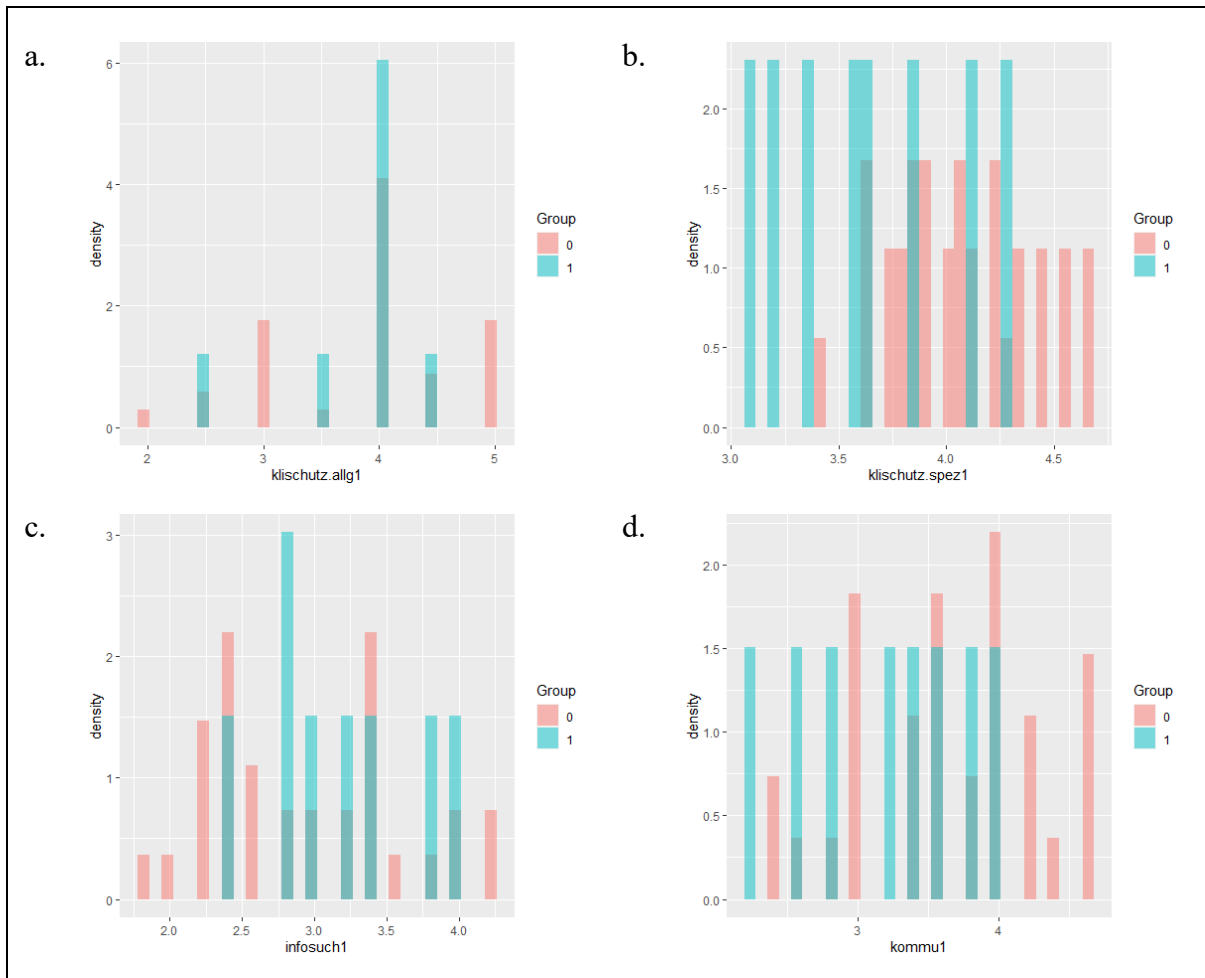 a.
6
4
2
0
density
2 3 4 5
klischutz.allg1
Group
0
1
b.
2.0
1.5
1.0
0.5
0.0
density
3.0 3.5 4.0 4.5
klischutz.spez1
Group
0
1
c.
3
2
1
0
density
2.0 2.5 3.0 3.5 4.0
infosuch1
Group
0
1
d.
2.0
1.5
1.0
0.5
0.0
density
3 4
kommu1
Group
0
1